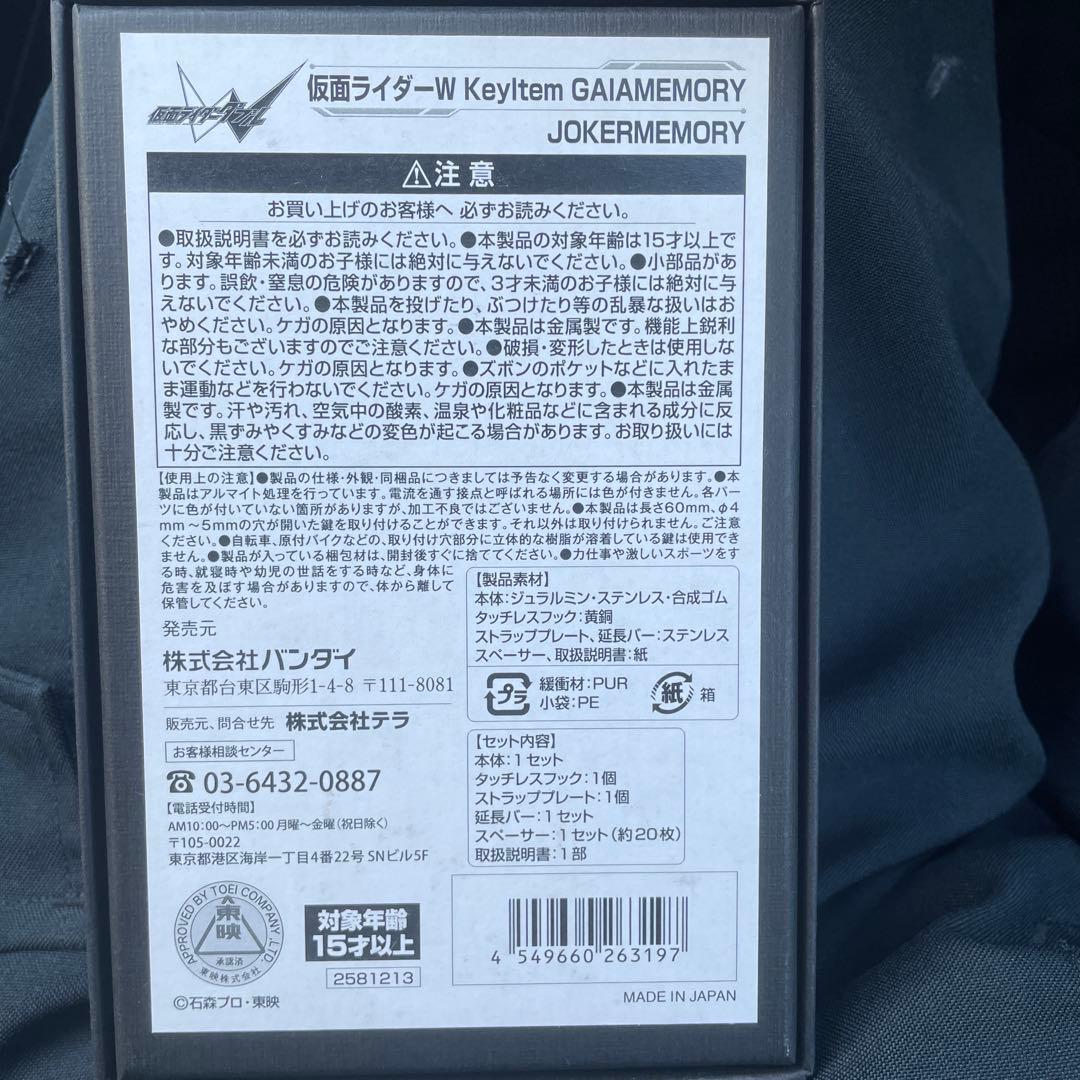 仮面ライダーダブル
仮面ライダーW KeyItem GAIAMEMORY
JOKERMEMORY
⚠注意
お買い上げのお客様へ 必ずお読みください。
●取扱説明書を必ずお読みください。●本製品の対象年齢は15才以上で
す。対象年齢未満のお子様には絶対に与えないでください。●小部品があ
ります。誤飲・窒息の危険がありますので、3才未満のお子様には絶対に与
えないでください。●本製品を投げたり、ぶつけたり等の乱暴な扱いはお
やめください。ケガの原因となります。●本製品は金属製です。機能上鋭利
な部分もございますのでご注意ください。●破損・変形したときは使用しな
いでください。ケガの原因となります。●ズボンのポケットなどに入れたま
ま運動などを行わないでください。ケガの原因となります。●本製品は金属
製です。汗や汚れ、空気中の酸素、温泉や化粧品などに含まれる成分に反
応し、黒ずみやくすみなどの変色が起こる場合があります。お取り扱いには
十分ご注意ください。
【使用上の注意】●製品の仕様・外観・同梱品につきましては予告なく変更する場合があります。●本
製品はアルマイト処理を行っています。電流を通す接点と呼ばれる場所には色が付きません。各パー
ツに色が付いていない箇所がありますが、加工不良ではございません。●本製品は長さ60mm、φ4
mm～5mmの穴が開いた鍵を取り付けることができます。それ以外は取り付けられません。ご注意
ください。●自転車、原付バイクなどの、取り付け穴部分に立体的な樹脂が溶着している鍵は使用でき
ません。●製品が入っている梱包材は、開封後すぐに捨ててください。●力仕事や激しいスポーツをす
る時、就寝時や幼児の世話をする時など、身体に
危害を及ぼす場合がありますので、体から離して
保管してください。
発売元
株式会社バンダイ
東京都台東区駒形1-4-8 〒111-8081
販売元、問合せ先 株式会社テラ
お客様相談センター
☎ 03-6432-0887
【電話受付時間】
AM10:00～PM5:00 月曜～金曜(祝日除く)
〒105-0022
東京都港区海岸一丁目4番22号 SNビル5F
【製品素材】
本体：ジュラルミン・ステンレス・合成ゴム
タッチレスフック：黄銅
ストラッププレート、延長バー：ステンレス
スペーサー、取扱説明書：紙
プラ 緩衝材：PUR
小袋：PE
紙 箱
【セット内容】
本体：1セット
タッチレスフック：1個
ストラッププレート：1個
延長バー：1セット
スペーサー：1セット(約20枚)
取扱説明書：1部
APPROVED BY TOEI COMPANY, LTD.
東映
承認済
東映株式会社
©石森プロ・東映
対象年齢
15才以上
2581213
4 549660 263197
MADE IN JAPAN